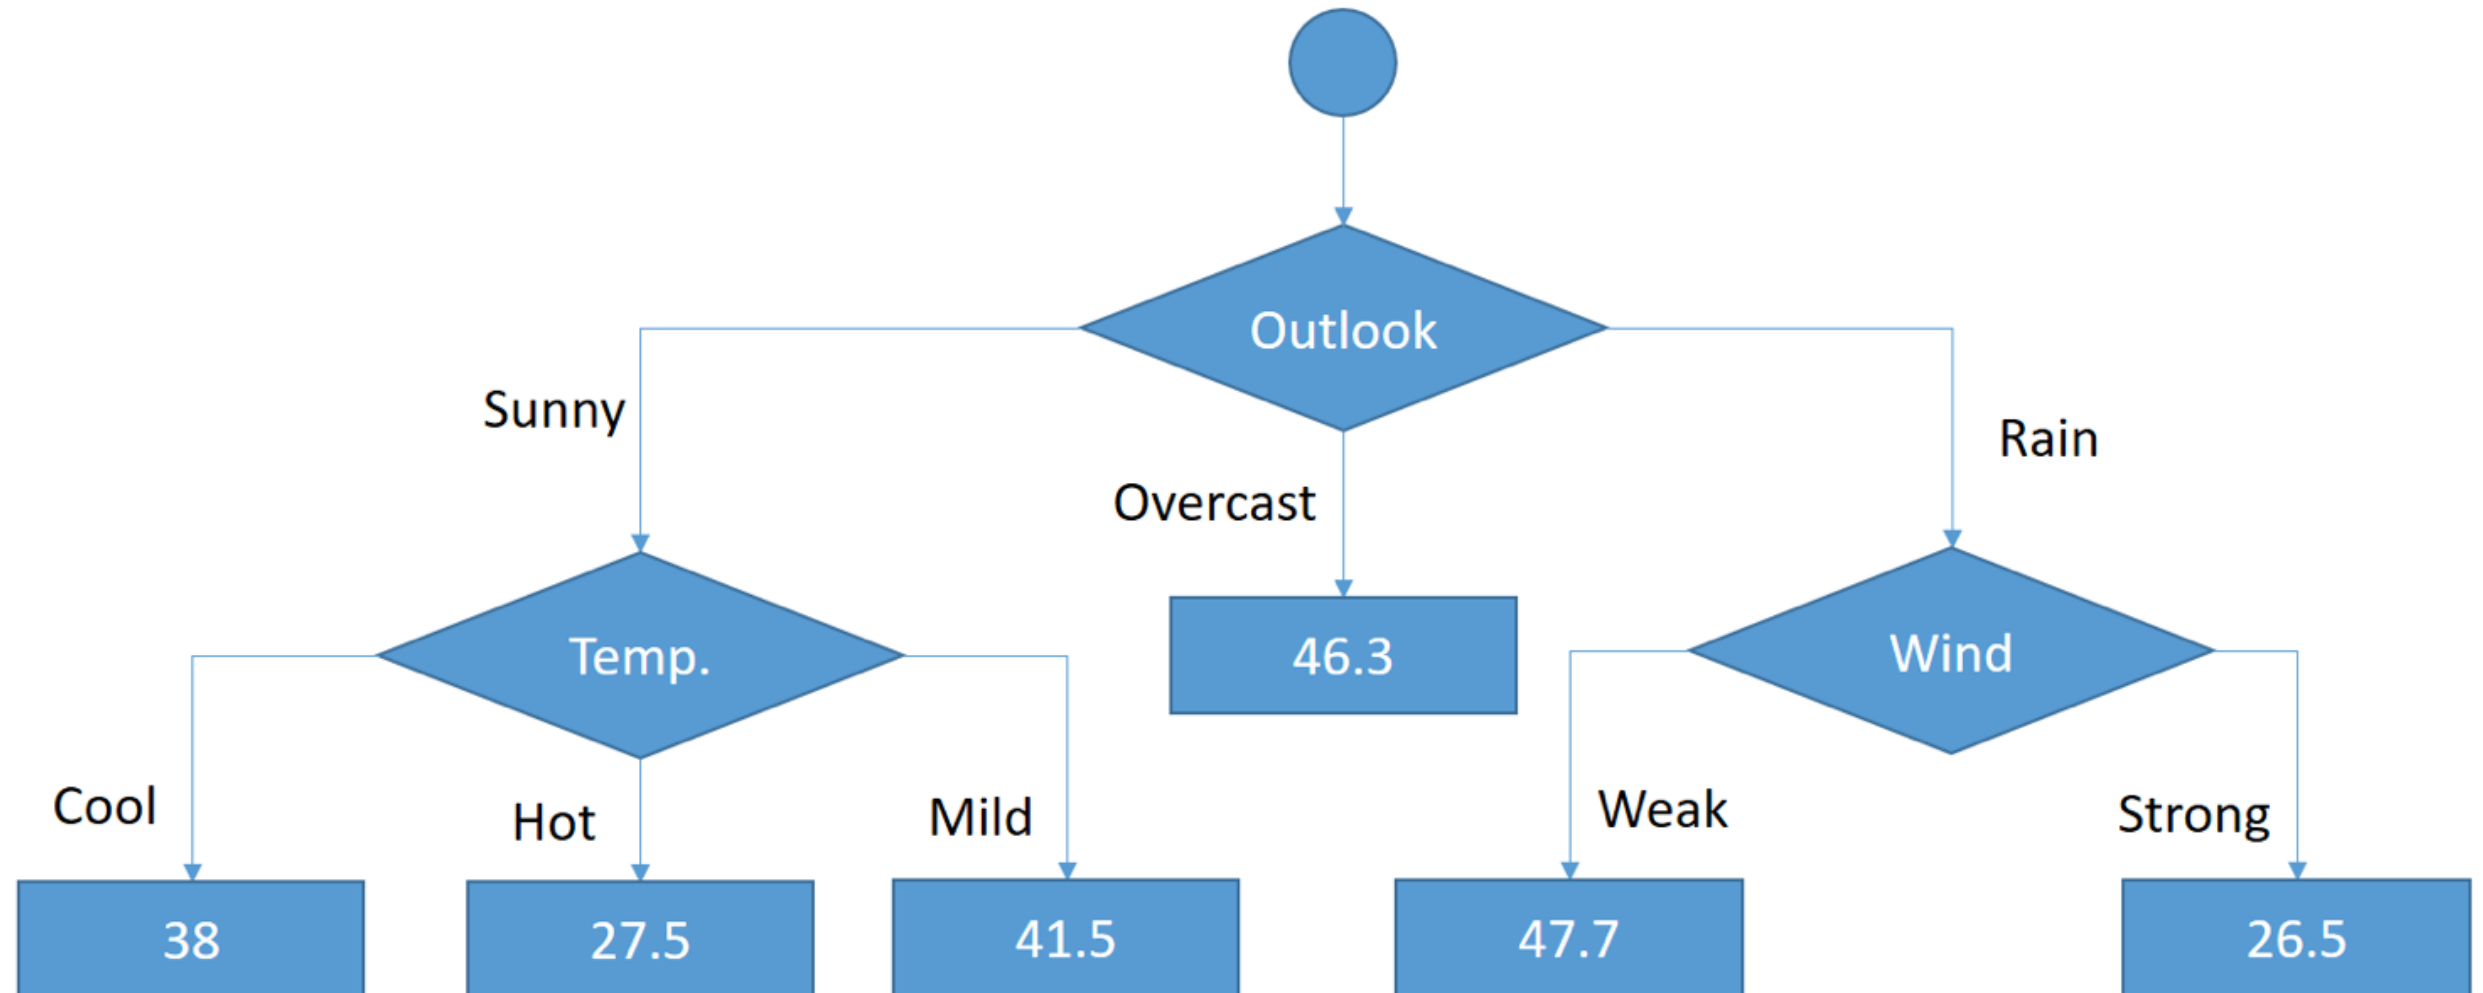 Outlook
Sunny
Rain
Overcast
Temp.
46.3
Wind
Cool
Hot
Mild
Weak
Strong
38
27.5
41.5
47.7
26.5